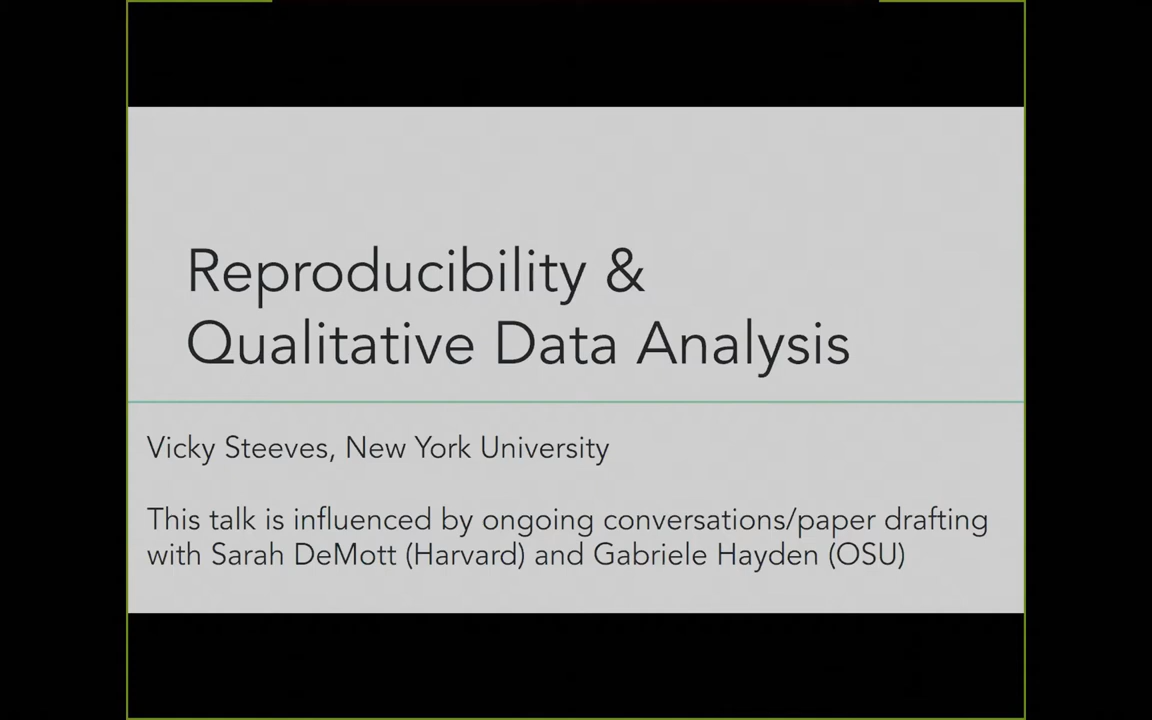 Reproducibility &
Qualitative Data Analysis
Vicky Steeves, New York University
This talk is influenced by ongoing conversations/paper drafting
with Sarah DeMott (Harvard) and Gabriele Hayden (OSU)